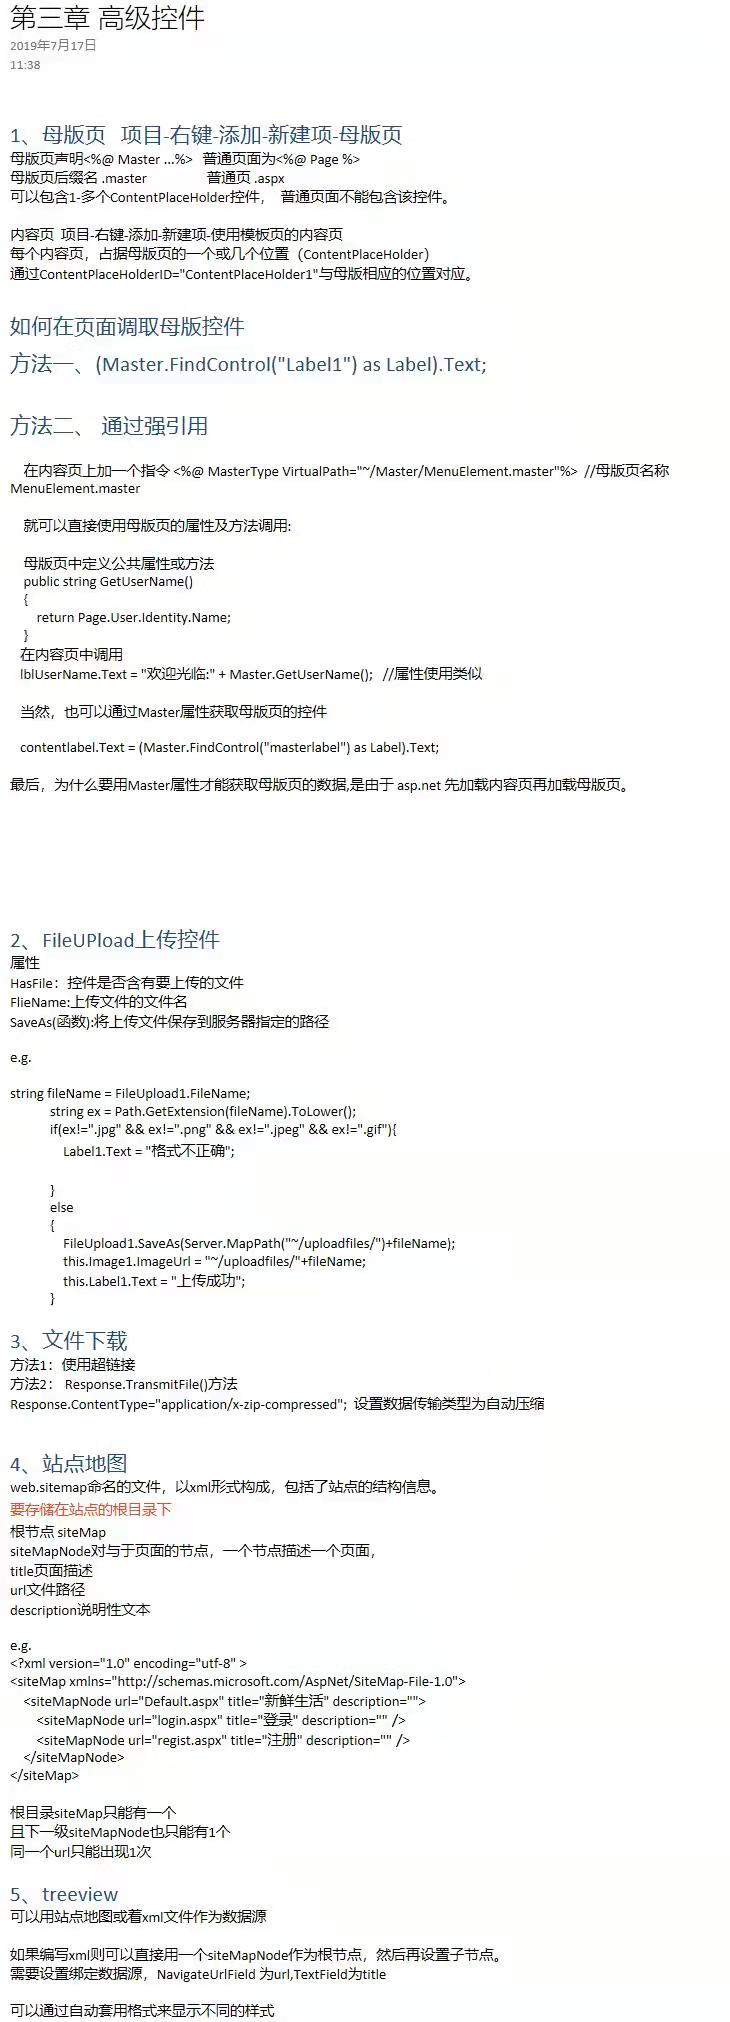 第三章 高级控件
2019年7月17日
11:38
1、母版页   项目-右键-添加-新建项-母版页
母版页声明<%@ Master ...%>   普通页面为<%@ Page %>
母版页后缀名 .master                 普通页 .aspx
可以包含1-多个ContentPlaceHolder控件， 普通页面不能包含该控件。
内容页  项目-右键-添加-新建项-使用模板页的内容页
每个内容页，占据母版页的一个或几个位置（ContentPlaceHolder）
通过ContentPlaceHolderID="ContentPlaceHolder1"与母版相应的位置对应。
如何在页面调取母版控件
方法一、(Master.FindControl("Label1") as Label).Text;
方法二、 通过强引用
在内容页上加一个指令 <%@ MasterType VirtualPath="~/Master/MenuElement.master"%>  //母版页名称
MenuElement.master
就可以直接使用母版页的属性及方法调用:
母版页中定义公共属性或方法
public string GetUserName()
{
return Page.User.Identity.Name;
}
在内容页中调用
lblUserName.Text = "欢迎光临:" + Master.GetUserName();   //属性使用类似
当然，也可以通过Master属性获取母版页的控件
contentlabel.Text = (Master.FindControl("masterlabel") as Label).Text;
最后，为什么要用Master属性才能获取母版页的数据,是由于 asp.net 先加载内容页再加载母版页。
2、FileUPload上传控件
属性
HasFile：控件是否含有要上传的文件
FlieName:上传文件的文件名
SaveAs(函数):将上传文件保存到服务器指定的路径
e.g.
string fileName = FileUpload1.FileName;
string ex = Path.GetExtension(fileName).ToLower();
if(ex!=".jpg" && ex!=".png" && ex!=".jpeg" && ex!=".gif"){
Label1.Text = "格式不正确";
}
else
{
FileUpload1.SaveAs(Server.MapPath("~/uploadfiles/")+fileName);
this.Image1.ImageUrl = "~/uploadfiles/"+fileName;
this.Label1.Text = "上传成功";
}
3、文件下载
方法1：使用超链接
方法2： Response.TransmitFile()方法
Response.ContentType="application/x-zip-compressed";  设置数据传输类型为自动压缩
4、站点地图
web.sitemap命名的文件，以xml形式构成，包括了站点的结构信息。
要存储在站点的根目录下
根节点 siteMap
siteMapNode对与于页面的节点，一个节点描述一个页面，
title页面描述
url文件路径
description说明性文本
e.g.
<?xml version="1.0" encoding="utf-8" >
<siteMap xmlns="http://schemas.microsoft.com/AspNet/SiteMap-File-1.0">
<siteMapNode url="Default.aspx" title="新鲜生活" description="">
<siteMapNode url="login.aspx" title="登录" description="" />
<siteMapNode url="regist.aspx" title="注册" description="" />
</siteMapNode>
</siteMap>
根目录siteMap只能有一个
且下一级siteMapNode也只能有1个
同一个url只能出现1次
5、treeview
可以用站点地图或着xml文件作为数据源
如果编写xml则可以直接用一个siteMapNode作为根节点，然后再设置子节点。
需要设置绑定数据源，NavigateUrlField 为url,TextField为title
可以通过自动套用格式来显示不同的样式